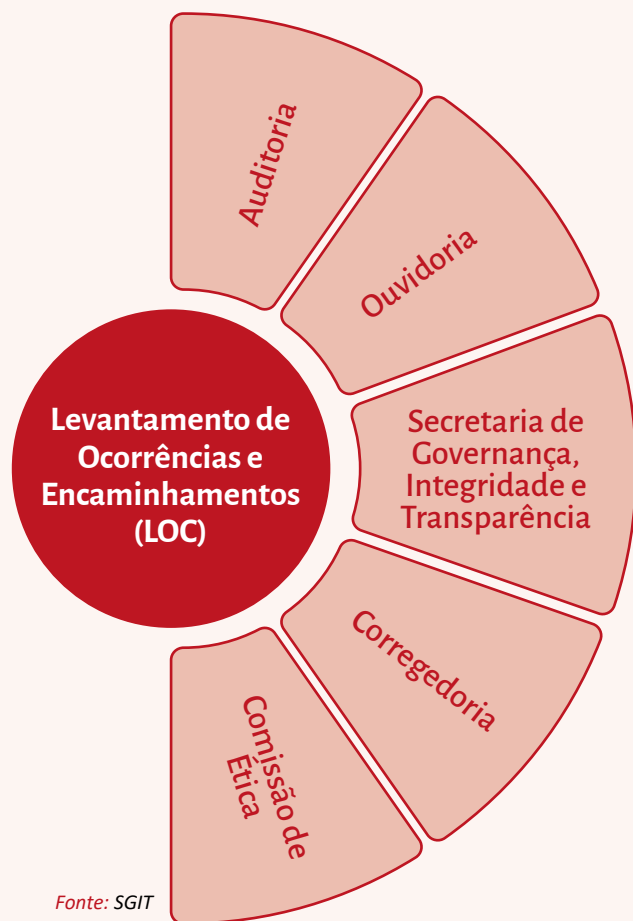 Auditoria
Ouvidoria
Levantamento de
Ocorrências e
Encaminhamentos
(LOC)
Secretaria de
Governança,
Integridade e
Transparência
Corregedoria
Comissão de
Ética
Fonte: SGIT